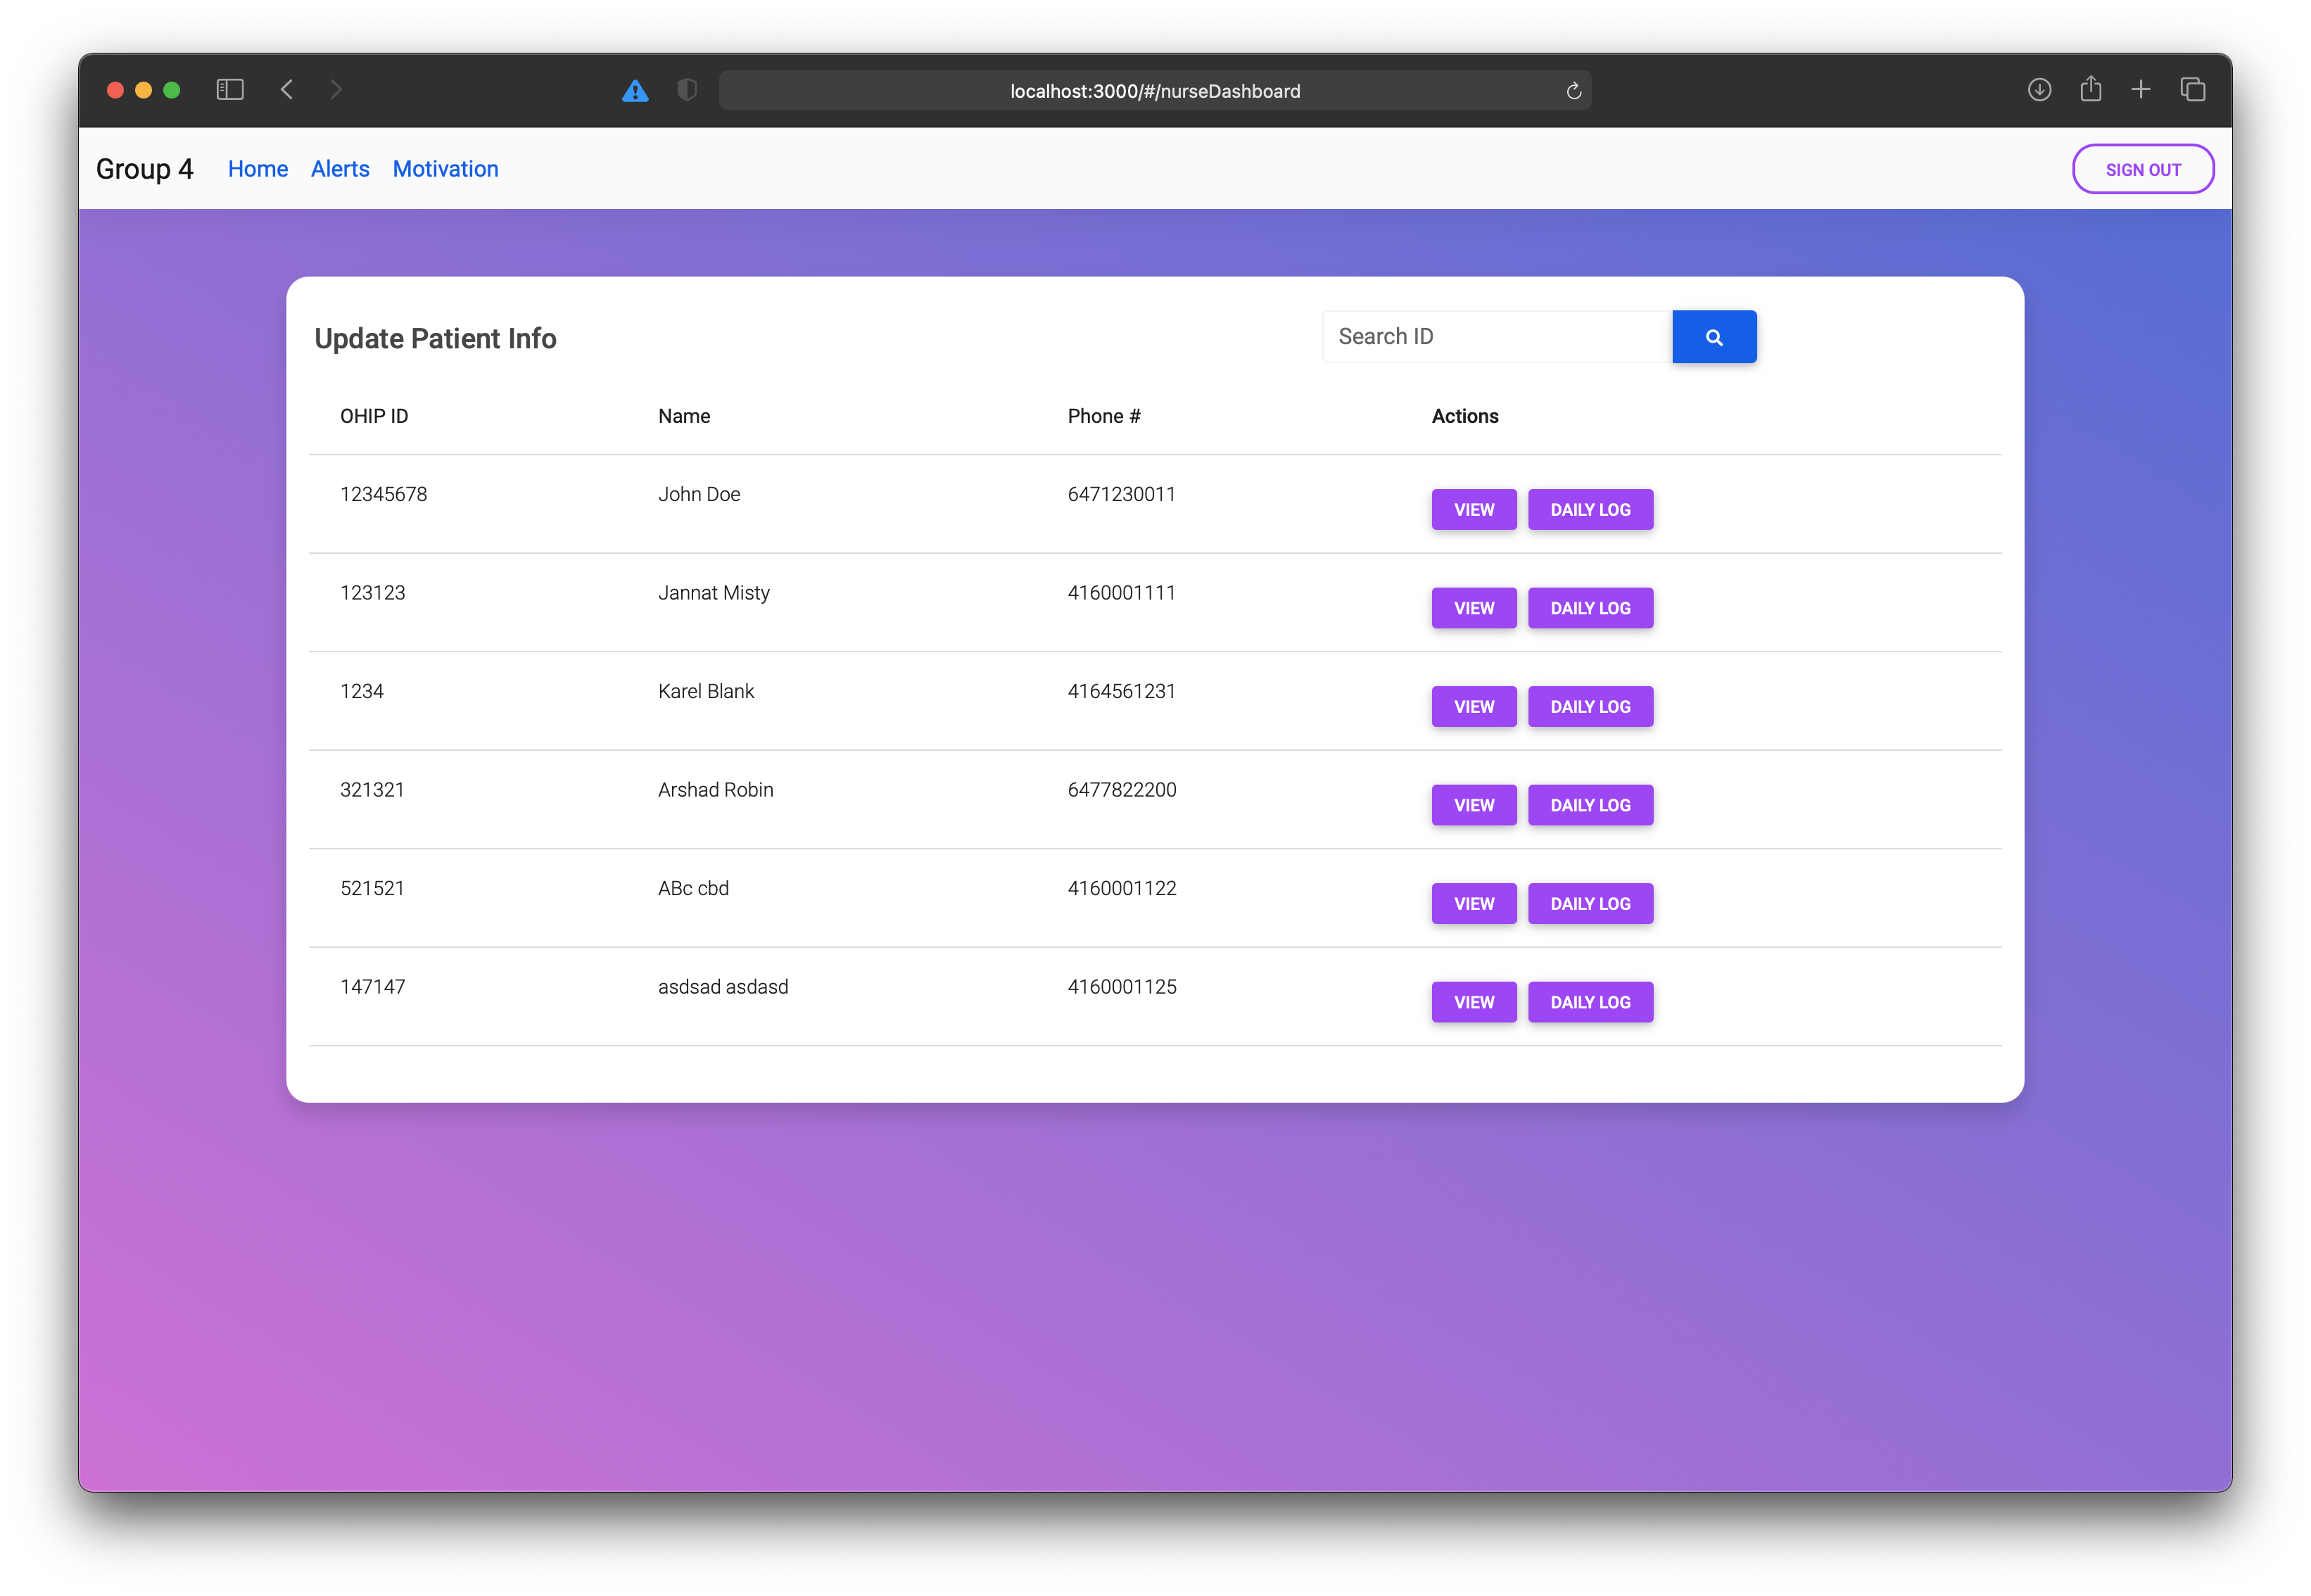 localhost:3000/#/nurseDashboard
Group 4 Home Alerts Motivation SIGN OUT
Update Patient Info Search ID
OHIP ID Name Phone # Actions
12345678 John Doe 6471230011 VIEW DAILY LOG
123123 Jannat Misty 4160001111 VIEW DAILY LOG
1234 Karel Blank 4164561231 VIEW DAILY LOG
321321 Arshad Robin 6477822200 VIEW DAILY LOG
521521 ABc cbd 4160001122 VIEW DAILY LOG
147147 asdsad asdasd 4160001125 VIEW DAILY LOG